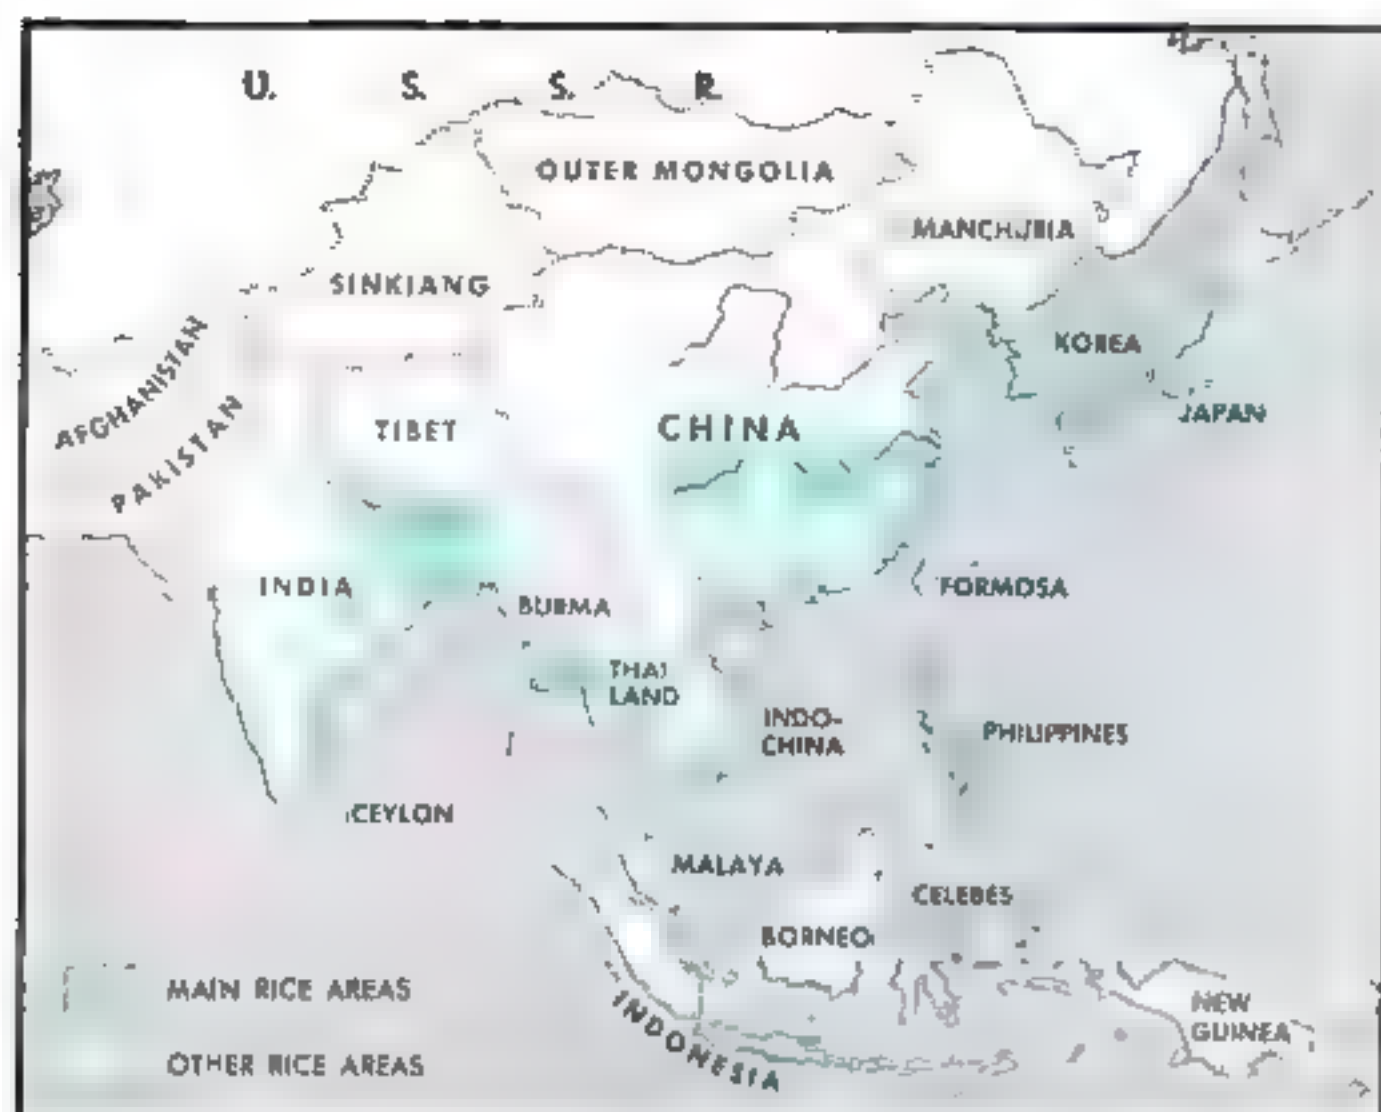 U. S. S. R.
OUTER MONGOLIA
MANCHURIA
SINKIANG
KOREA
AFGHANISTAN
PAKISTAN
TIBET
CHINA
JAPAN
INDIA
BURMA
FORMOSA
THAI
LAND
INDO-
CHINA
PHILIPPINES
CEYLON
MALAYA
CELEBES
BORNEO
MAIN RICE AREAS
INDONESIA
NEW
GUINEA
OTHER RICE AREAS